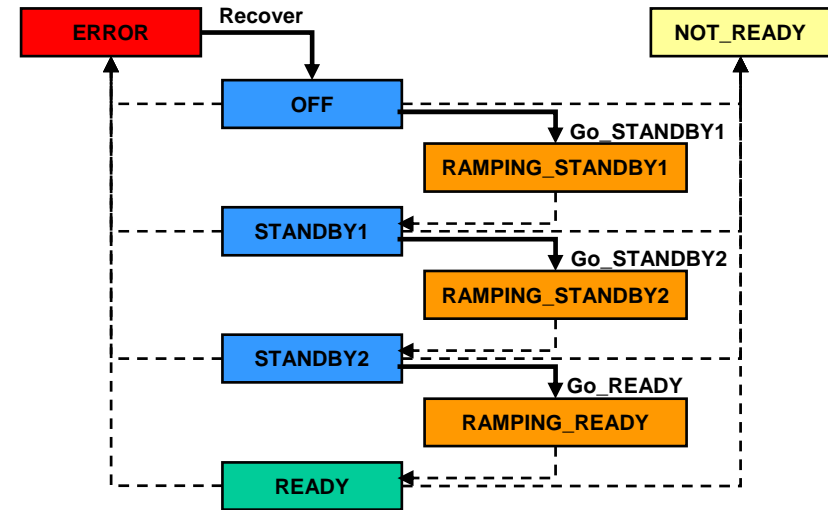 Recover
ERROR
NOT_READY
OFF
Go_STANDBY1
RAMPING_STANDBY1
STANDBY1
Go_STANDBY2
RAMPING_STANDBY2
STANDBY2
Go_READY
RAMPING_READY
READY